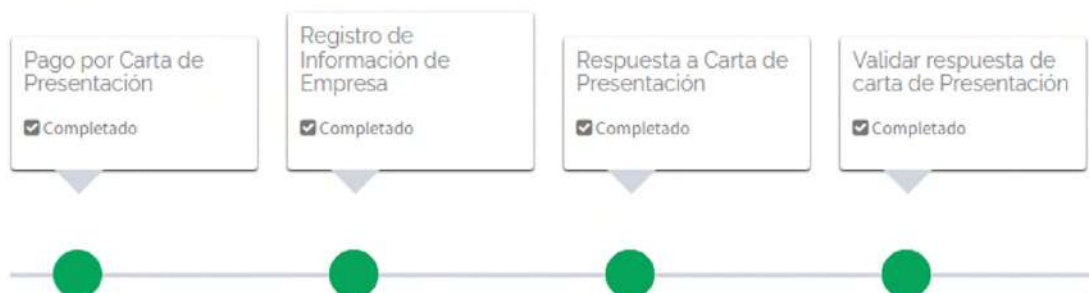 Pago por Carta de
Presentación
Completado
Registro de
Información de
Empresa
Completado
Respuesta a Carta de
Presentación
Completado
Validar respuesta de
carta de Presentación
Completado